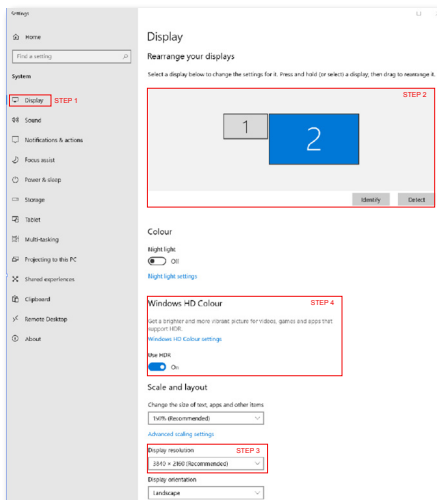 Settings
Home
Find a setting
System
Display STEP 1
Sound
Notifications & actions
Focus assist
Power & sleep
Storage
Tablet
Multi-tasking
Projecting to this PC
Shared experiences
Clipboard
Remote Desktop
About
Display
Rearrange your displays
Select a display below to change the settings for it. Press and hold (or select) a display, then drag to rearrange it.
STEP 2
1
2
Identify Detect
Colour
Night light
Off
Night light settings
Windows HD Colour STEP 4
Get a brighter and more vibrant picture for videos, games and apps that
support HDR.
Windows HD Colour settings
Use HDR
On
Scale and layout
Change the size of text, apps and other items
150% (Recommended)
Advanced scaling settings
Display resolution STEP 3
3840 × 2160 (Recommended)
Display orientation
Landscape